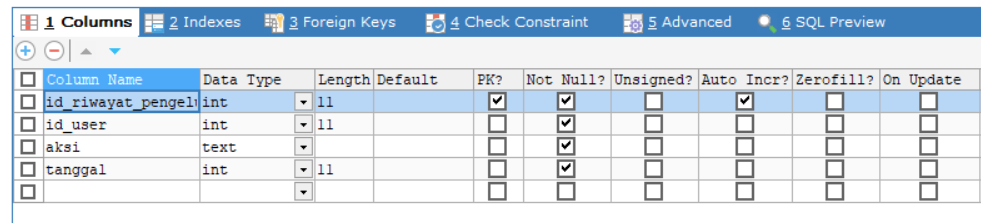 1 Columns 2 Indexes 3 Foreign Keys 4 Check Constraint 5 Advanced 6 SQL Preview
Column Name Data Type Length Default PK? Not Null? Unsigned? Auto Incr? Zerofill? On Update
id_riwayat_pengelu int 11
id_user int 11
aksi text
tanggal int 11